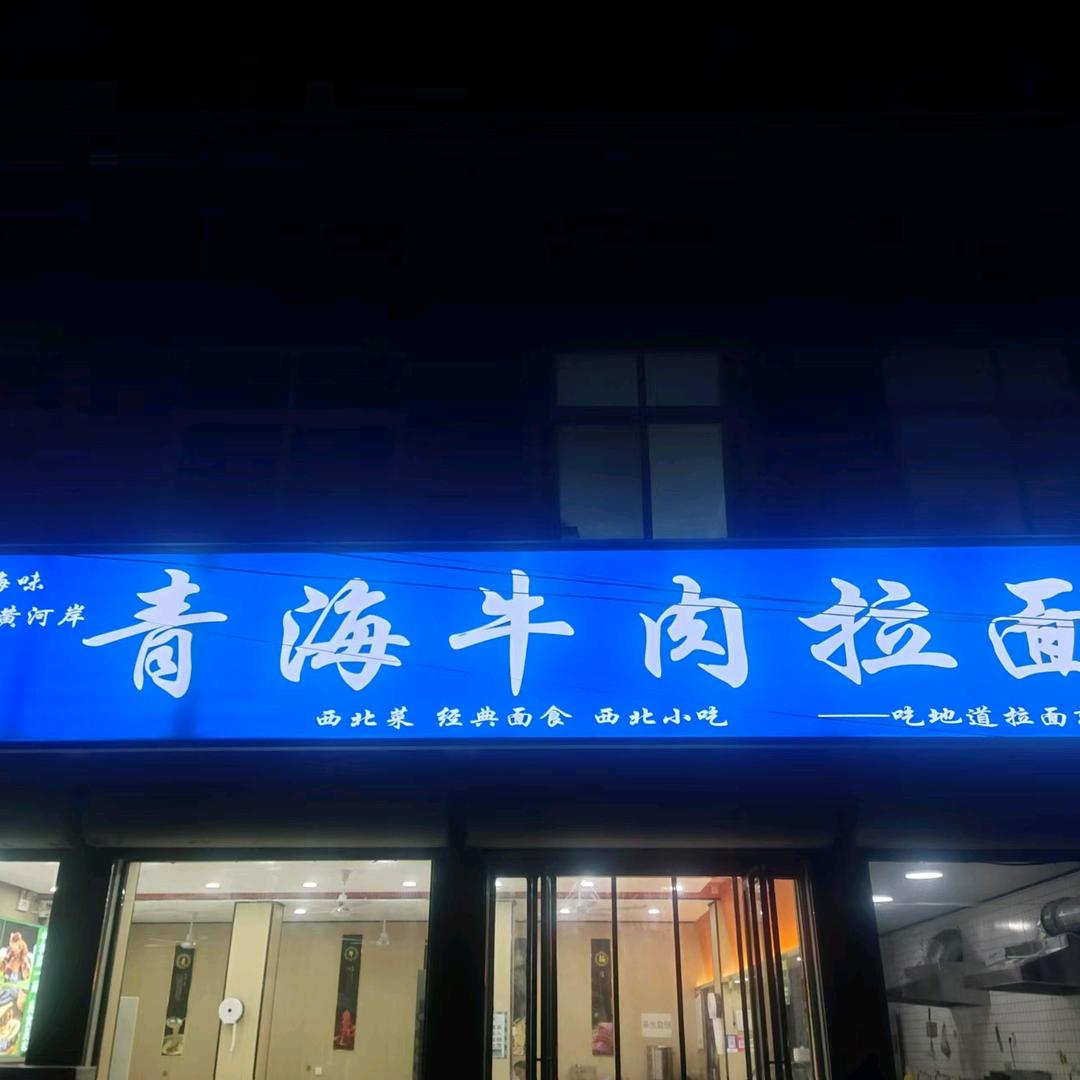 海味
黄河岸
青海牛肉拉面
西北菜 经典面食 西北小吃
——吃地道拉面